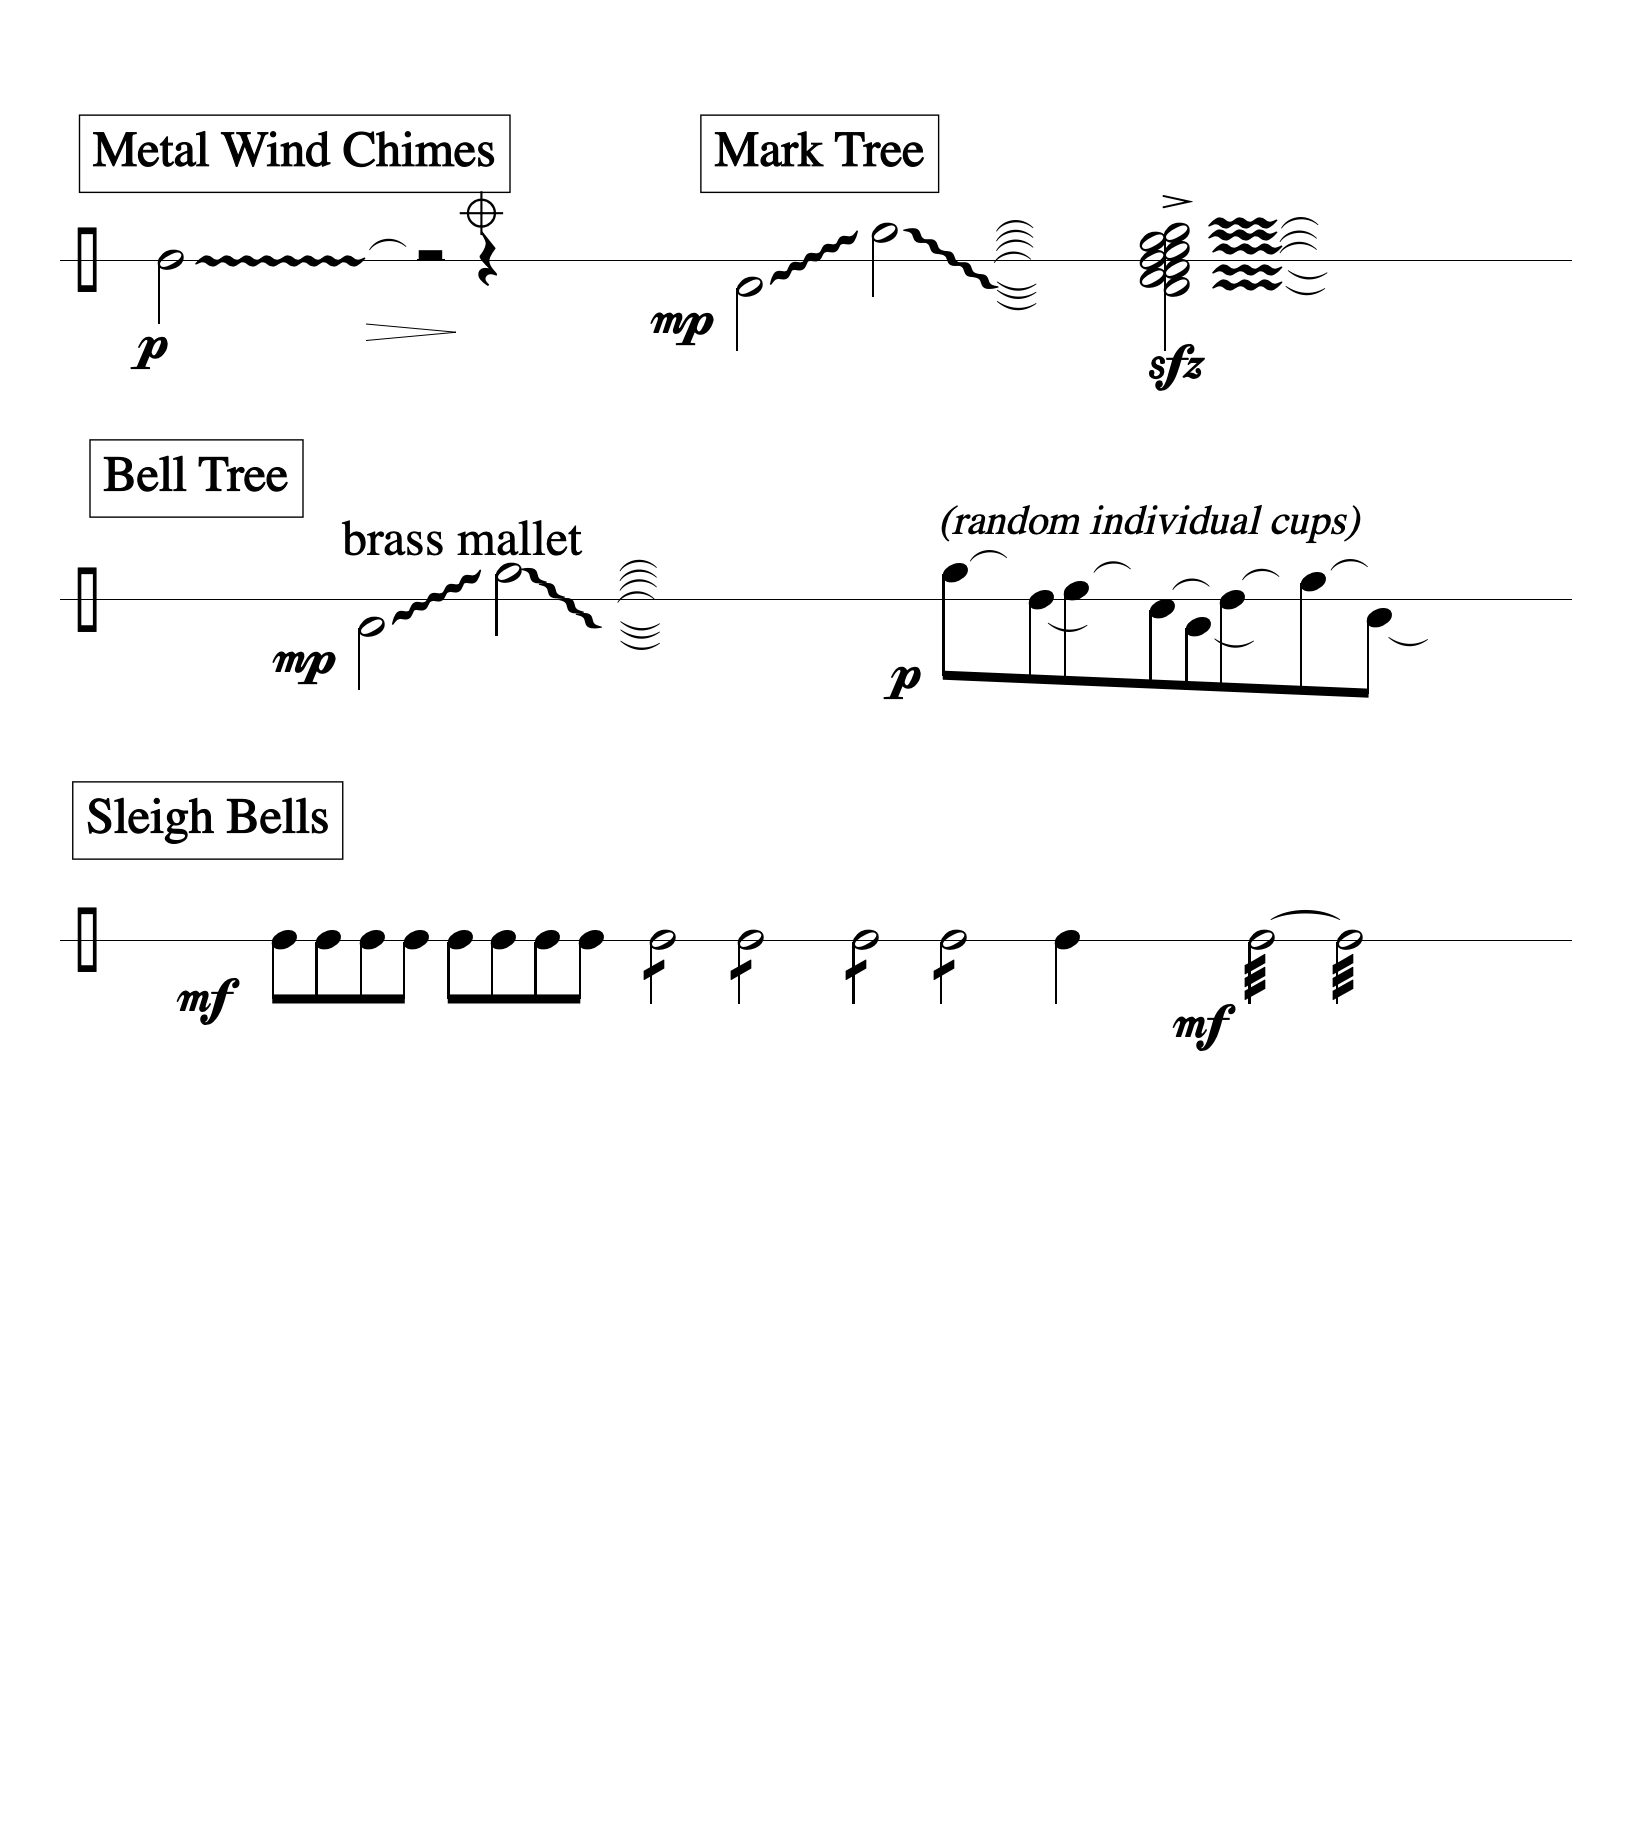 Metal Wind Chimes
Mark Tree
p
mp
sfz
Bell Tree
brass mallet
(random individual cups)
mp
p
Sleigh Bells
mf
mf